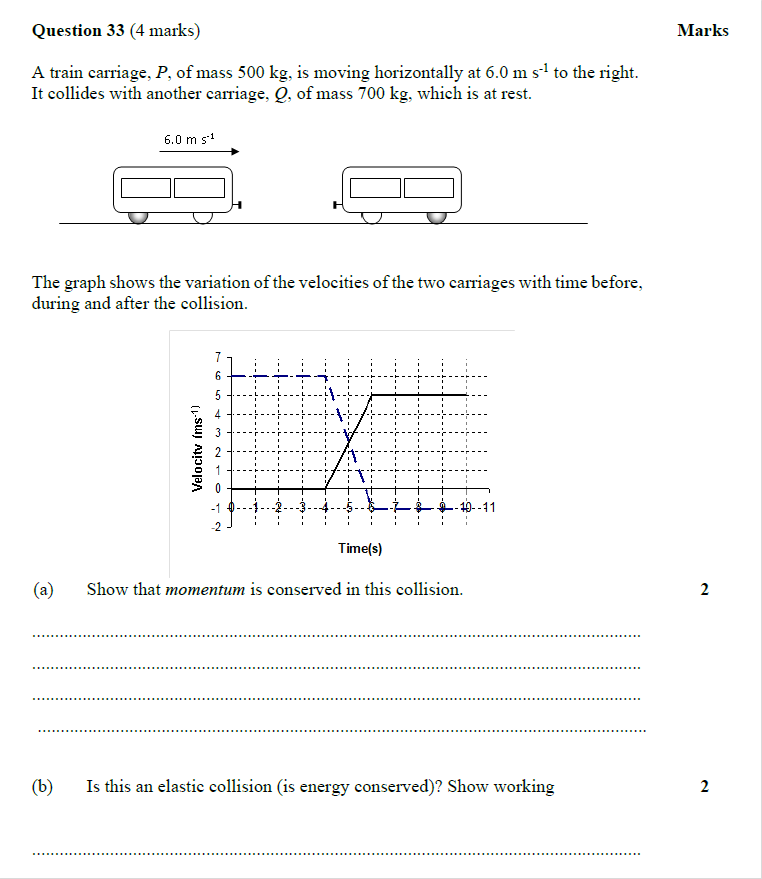 Question 33 (4 marks) Marks
A train carriage, P, of mass 500 kg, is moving horizontally at 6.0 m s⁻¹ to the right.
It collides with another carriage, Q, of mass 700 kg, which is at rest.
6.0 m s⁻¹
The graph shows the variation of the velocities of the two carriages with time before,
during and after the collision.
7
6
5
4
3
2
1
0
-1
-2
Velocity (ms⁻¹)
0 1 2 3 4 5 6 7 8 9 10 11
Time(s)
(a) Show that momentum is conserved in this collision. 2
(b) Is this an elastic collision (is energy conserved)? Show working 2